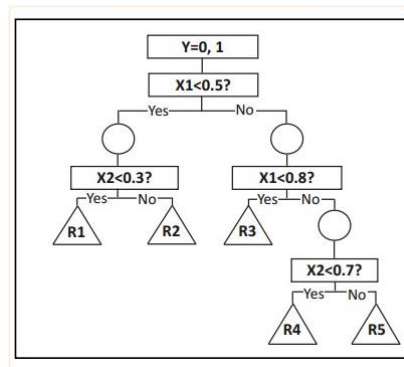 Y=0, 1
X1<0.5?
Yes No
X2<0.3? X1<0.8?
Yes No Yes No
R1 R2 R3
X2<0.7?
Yes No
R4 R5